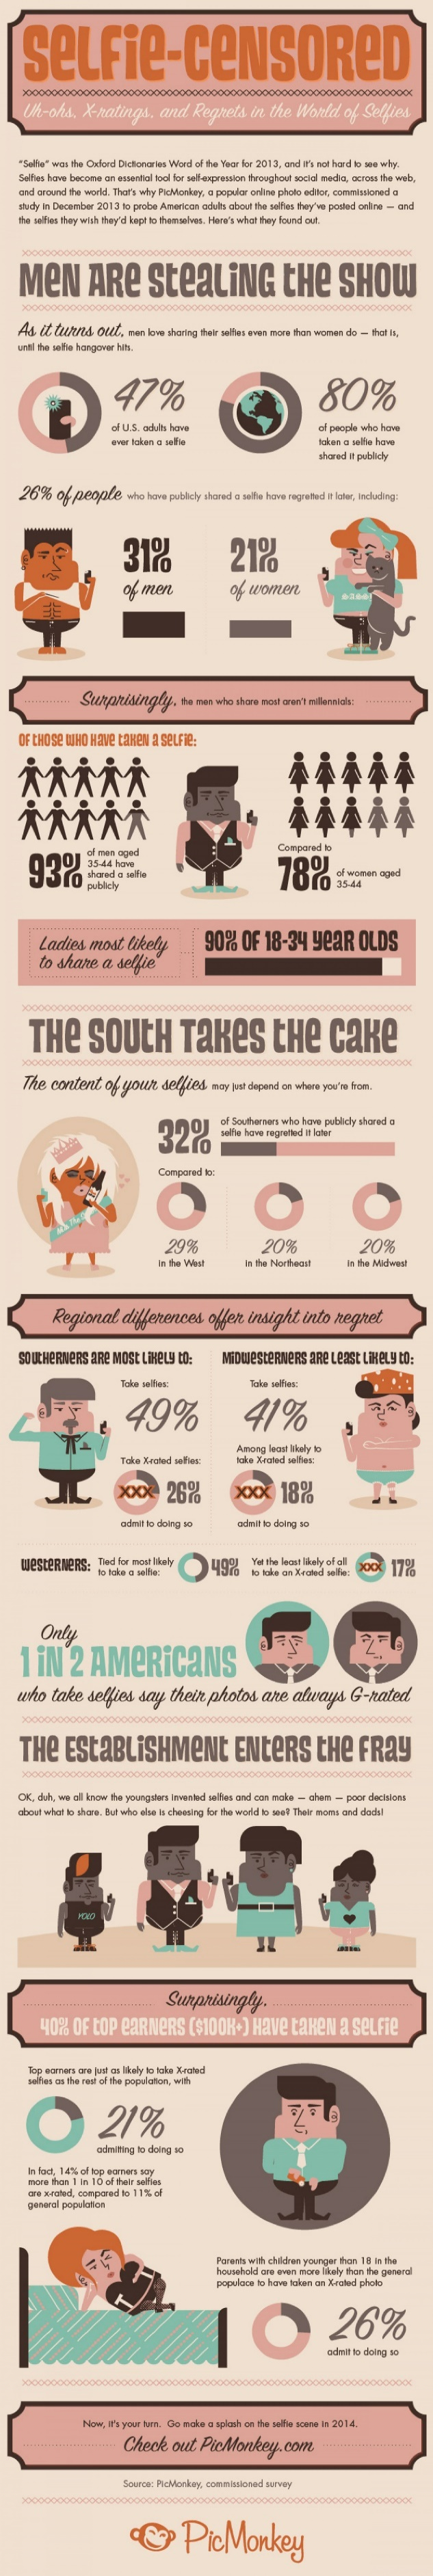 SELFIE-CENSORED
Uh-ohs, X-ratings, and Regrets in the World of Selfies
"Selfie" was the Oxford Dictionaries Word of the Year for 2013, and it's not hard to see why.
Selfies have become an essential tool for self-expression throughout social media, across the web,
and around the world. That's why PicMonkey, a popular online photo editor, commissioned a
study in December 2013 to probe American adults about the selfies they've posted online — and
the selfies they wish they'd kept to themselves. Here's what they found out.
MEN ARE STEALING THE SHOW
As it turns out, men love sharing their selfies even more than women do — that is,
until the selfie hangover hits.
47%
of U.S. adults have
ever taken a selfie
80%
of people who have
taken a selfie have
shared it publicly
26% of people who have publicly shared a selfie have regretted it later, including:
31%
of men
21%
of women
Surprisingly, the men who share most aren't millennials:
OF THOSE WHO HAVE TAKEN A SELFIE:
93%
of men aged
35-44 have
shared a selfie
publicly
Compared to
78%
of women aged
35-44
Ladies most likely
to share a selfie
90% OF 18-34 YEAR OLDS
THE SOUTH TAKES THE CAKE
The content of your selfies may just depend on where you're from.
32%
of Southerners who have publicly shared a
selfie have regretted it later
Compared to:
29%
in the West
20%
in the Northeast
20%
in the Midwest
Regional differences offer insight into regret
SOUTHERNERS ARE MOST LIKELY TO:
Take selfies:
49%
Take X-rated selfies:
XXX 26%
admit to doing so
MIDWESTERNERS ARE LEAST LIKELY TO:
Take selfies:
41%
Among least likely to
take X-rated selfies:
XXX 18%
admit to doing so
WESTERNERS: Tied for most likely
to take a selfie:
49%
Yet the least likely of all
to take an X-rated selfie:
XXX 17%
Only
1 IN 2 AMERICANS
who take selfies say their photos are always G-rated
THE ESTABLISHMENT ENTERS THE FRAY
OK, duh, we all know the youngsters invented selfies and can make — ahem — poor decisions
about what to share. But who else is cheesing for the world to see? Their moms and dads!
YOLO
Surprisingly,
40% OF TOP EARNERS ($100K+) HAVE TAKEN A SELFIE
Top earners are just as likely to take X-rated
selfies as the rest of the population, with
21%
admitting to doing so
In fact, 14% of top earners say
more than 1 in 10 of their selfies
are x-rated, compared to 11% of
general population
Parents with children younger than 18 in the
household are even more likely than the general
populace to have taken an X-rated photo
26%
admit to doing so
Now, it's your turn. Go make a splash on the selfie scene in 2014.
Check out PicMonkey.com
Source: PicMonkey, commissioned survey
PicMonkey